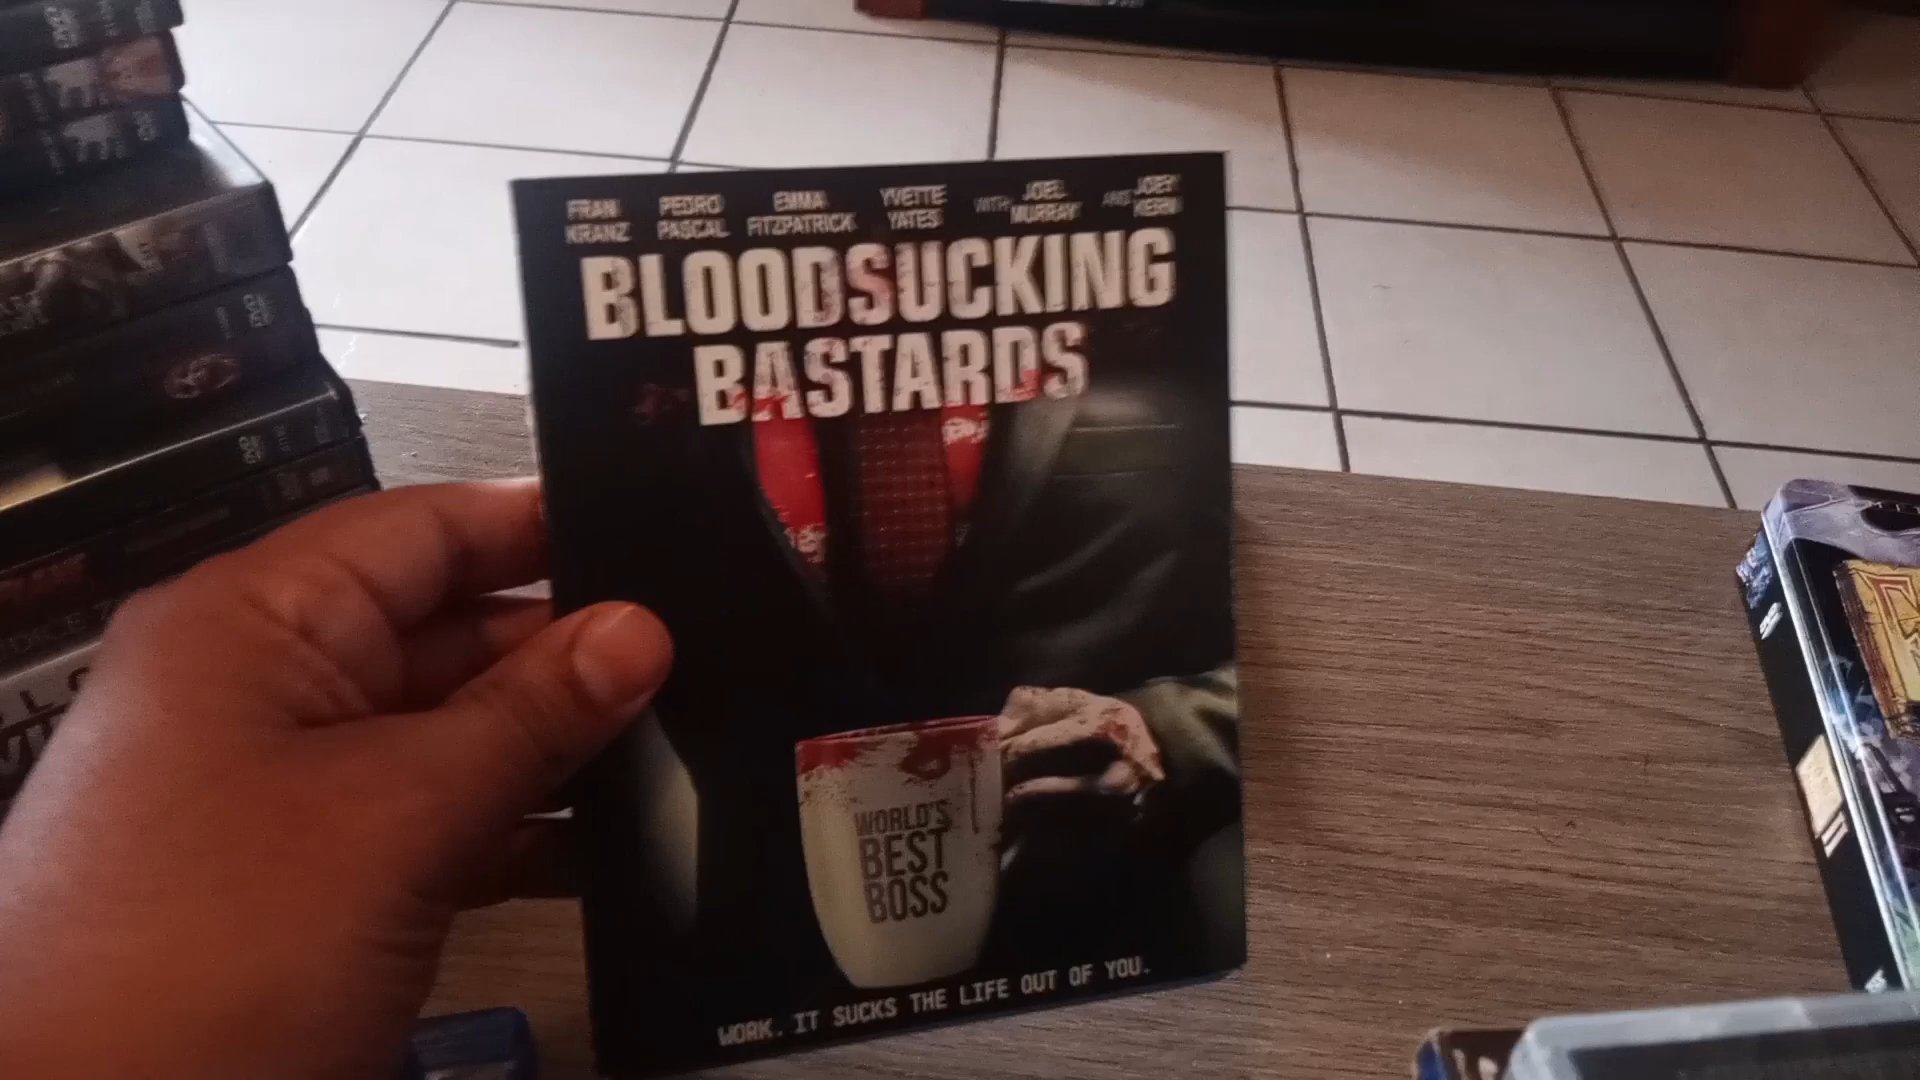 FRAN KRANZ
PEDRO PASCAL
EMMA FITZPATRICK
YVETTE YATES
WITH JOEL MURRAY
AND JOEY KERN
BLOODSUCKING
BASTARDS
WORLD'S
BEST
BOSS
WORK. IT SUCKS THE LIFE OUT OF YOU.